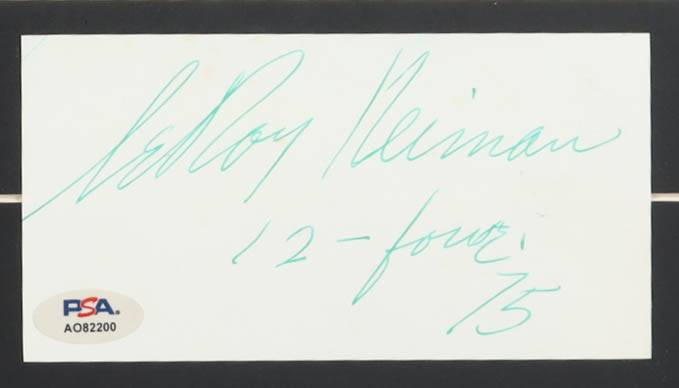 LeRoy Neiman
12 - four.
75
PSA.
AO82200